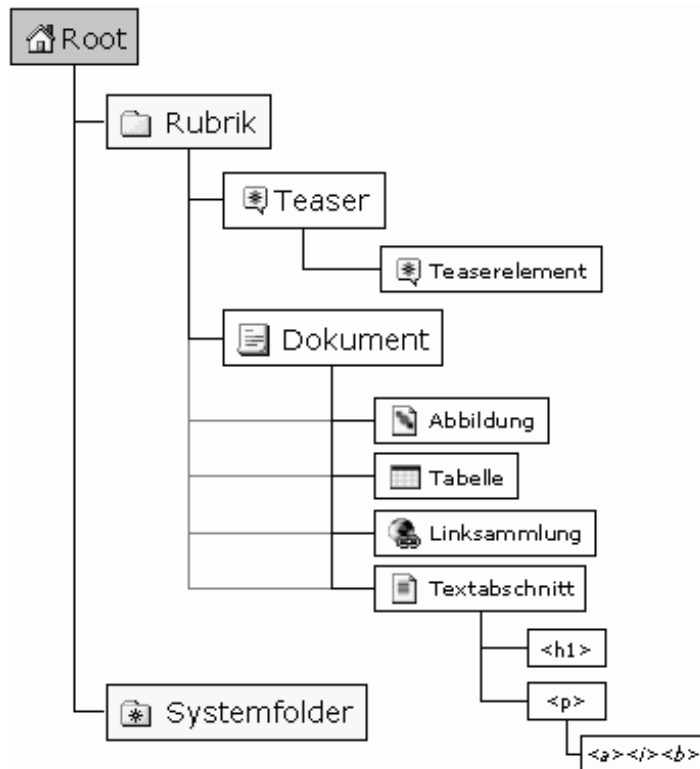 Root
Rubrik
Teaser
Teaserelement
Dokument
Abbildung
Tabelle
Linksammlung
Textabschnitt
<h1>
<p>
Systemfolder
<a></i><b>